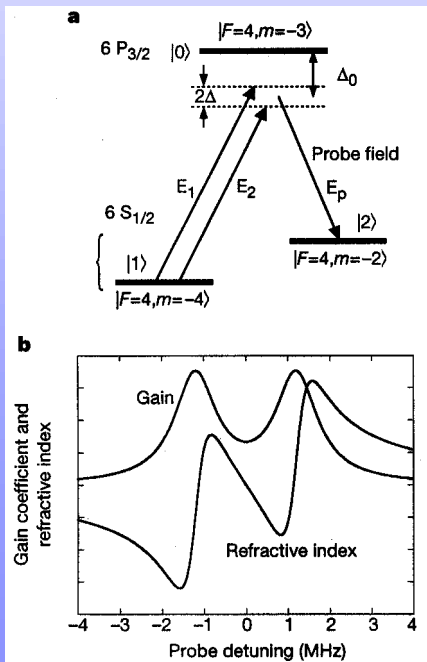 a
|F=4,m=−3⟩
6 P3/2
|0⟩
Δ0
2Δ
Probe field
E1
E2
Ep
6 S1/2
|2⟩
|1⟩
|F=4,m=−2⟩
|F=4,m=−4⟩
b
Gain coefficient and
refractive index
Gain
Refractive index
−4 −3 −2 −1 0 1 2 3 4
Probe detuning (MHz)